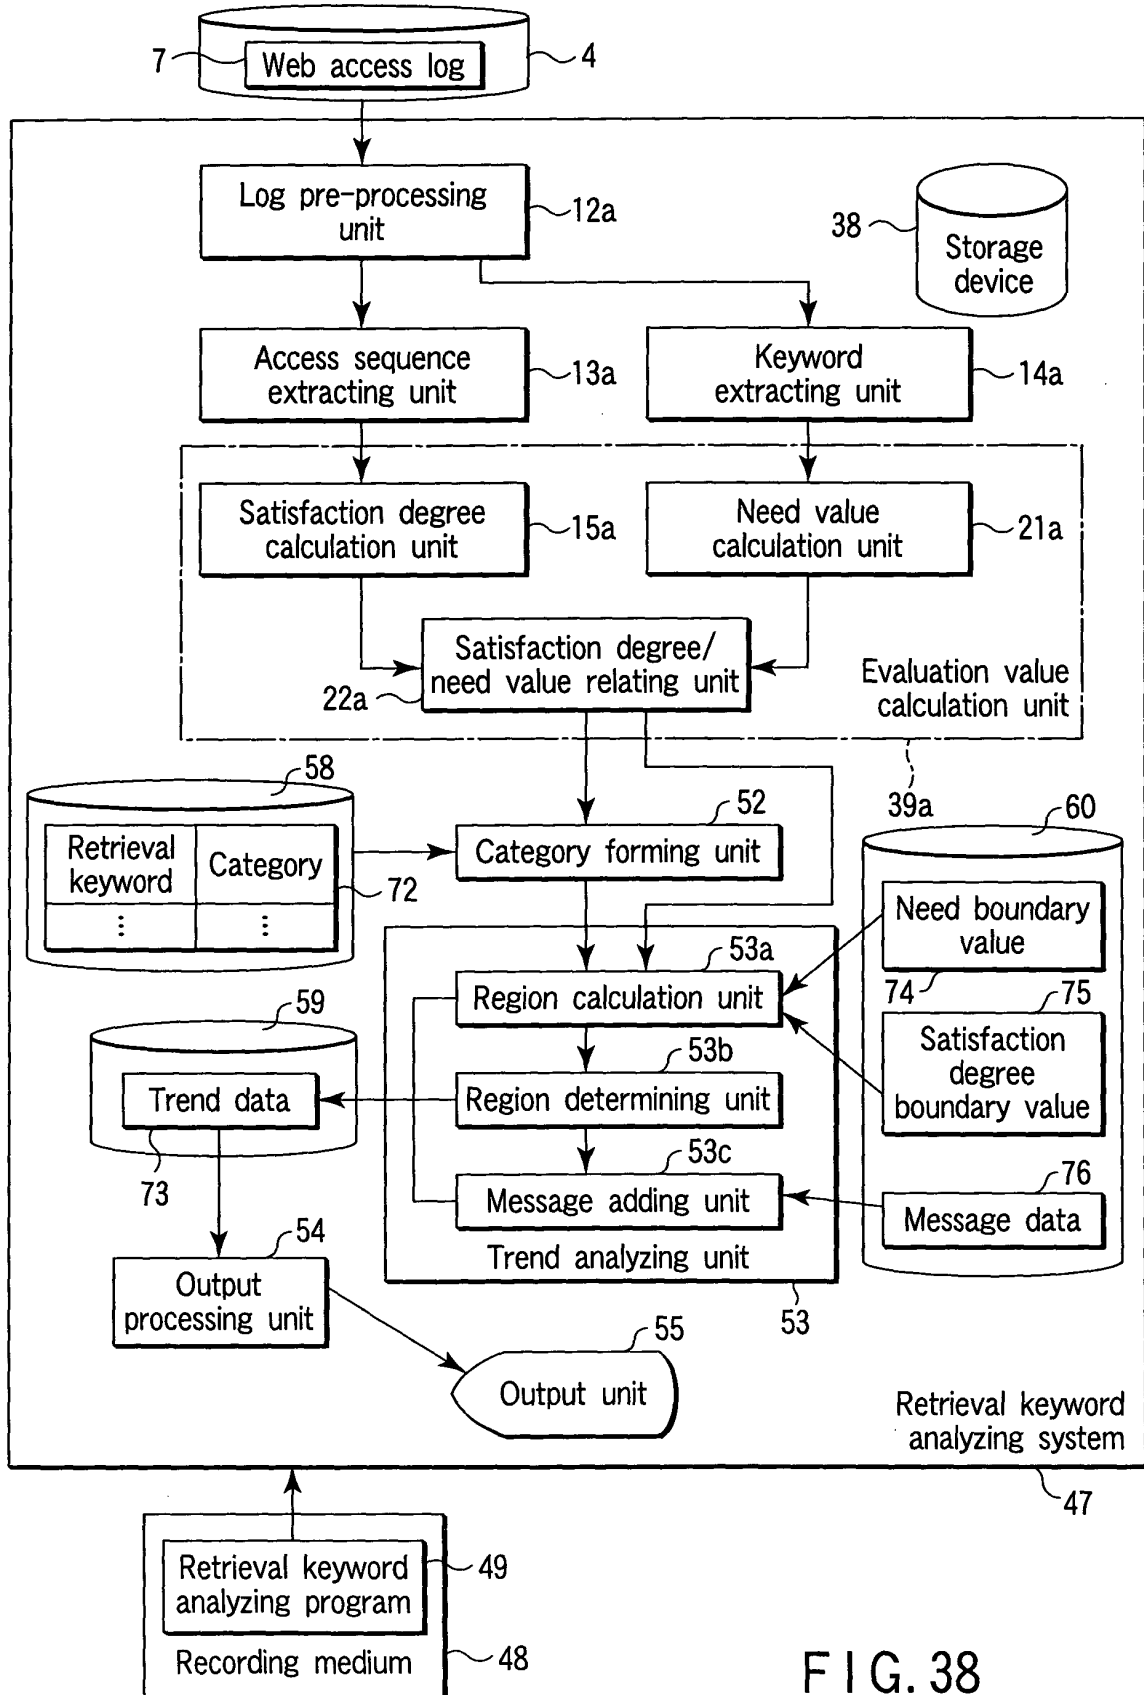 7
Web access log
4
Log pre-processing
unit
12a
38
Storage
device
Access sequence
extracting unit
13a
Keyword
extracting unit
14a
Satisfaction degree
calculation unit
15a
Need value
calculation unit
21a
Satisfaction degree/
need value relating unit
22a
Evaluation value
calculation unit
39a
58
Retrieval
keyword
Category
⋮
⋮
72
52
Category forming unit
60
Need boundary
value
74
75
Satisfaction
degree
boundary value
76
Message data
53a
Region calculation unit
53b
Region determining unit
53c
Message adding unit
Trend analyzing unit
53
59
Trend data
73
54
Output
processing unit
55
Output unit
Retrieval keyword
analyzing system
47
Retrieval keyword
analyzing program
49
Recording medium
48
FIG. 38